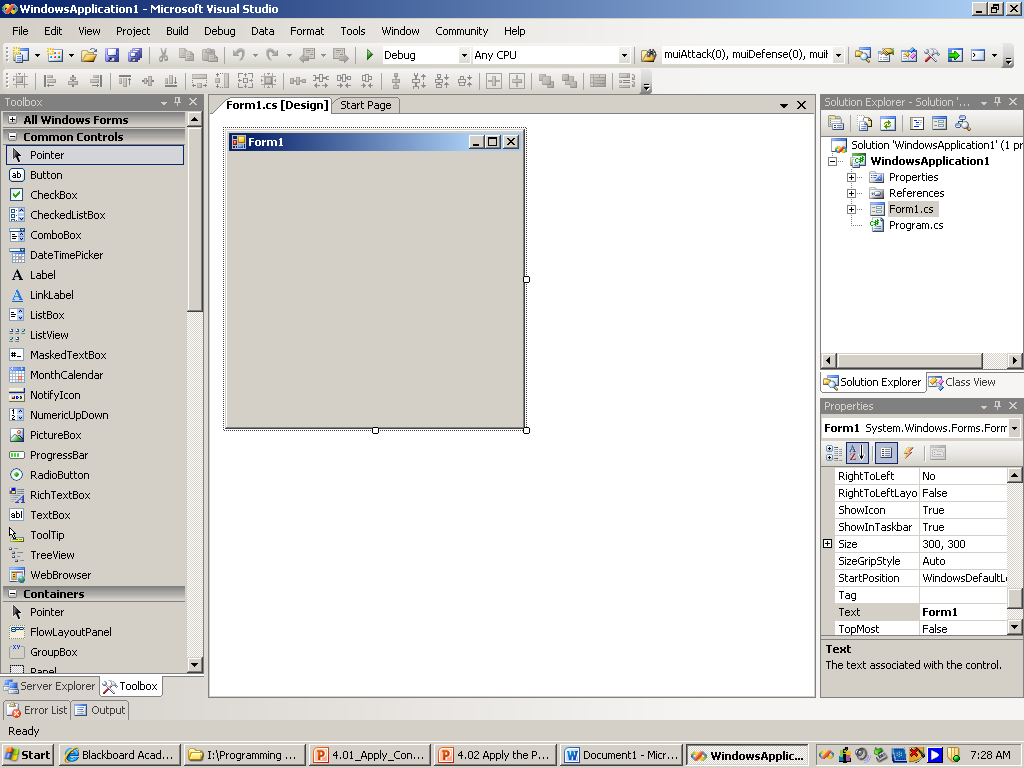 WindowsApplication1 - Microsoft Visual Studio
File Edit View Project Build Debug Data Format Tools Window Community Help
Debug Any CPU muiAttack(0), muiDefense(0), muil
Toolbox
All Windows Forms
Common Controls
Pointer
Button
CheckBox
CheckedListBox
ComboBox
DateTimePicker
Label
LinkLabel
ListBox
ListView
MaskedTextBox
MonthCalendar
NotifyIcon
NumericUpDown
PictureBox
ProgressBar
RadioButton
RichTextBox
TextBox
ToolTip
TreeView
WebBrowser
Containers
Pointer
FlowLayoutPanel
GroupBox
Panel
Server Explorer Toolbox
Error List Output
Ready
Form1.cs [Design] Start Page
Form1
Solution Explorer - Solution '...
Solution 'WindowsApplication1' (1 pr
WindowsApplication1
Properties
References
Form1.cs
Program.cs
Solution Explorer Class View
Properties
Form1 System.Windows.Forms.Form
RightToLeft No
RightToLeftLayo False
ShowIcon True
ShowInTaskbar True
Size 300, 300
SizeGripStyle Auto
StartPosition WindowsDefaultLo
Tag
Text Form1
TopMost False
Text
The text associated with the control.
Start Blackboard Acad... I:\Programming ... 4.01_Apply_Con... 4.02 Apply the P... Document1 - Micr... WindowsApplic... 7:28 AM